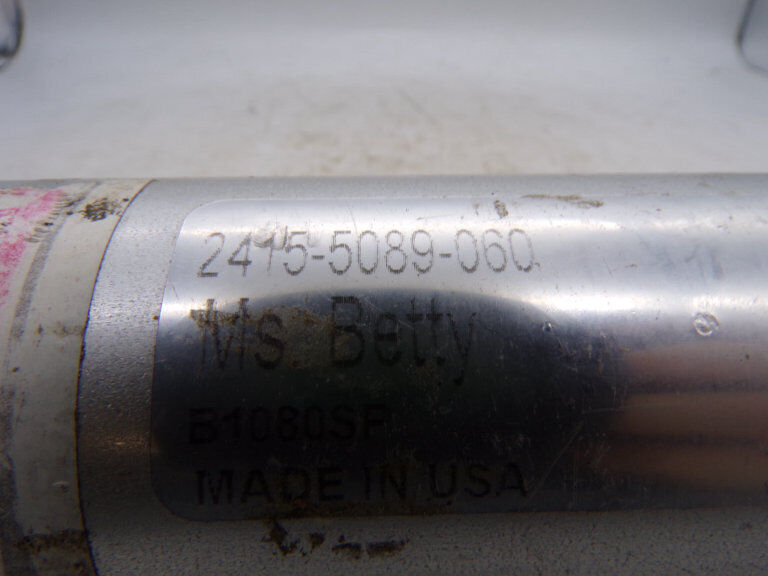 2415-5089-060
Ms. Betty
B1080SP
MADE IN USA